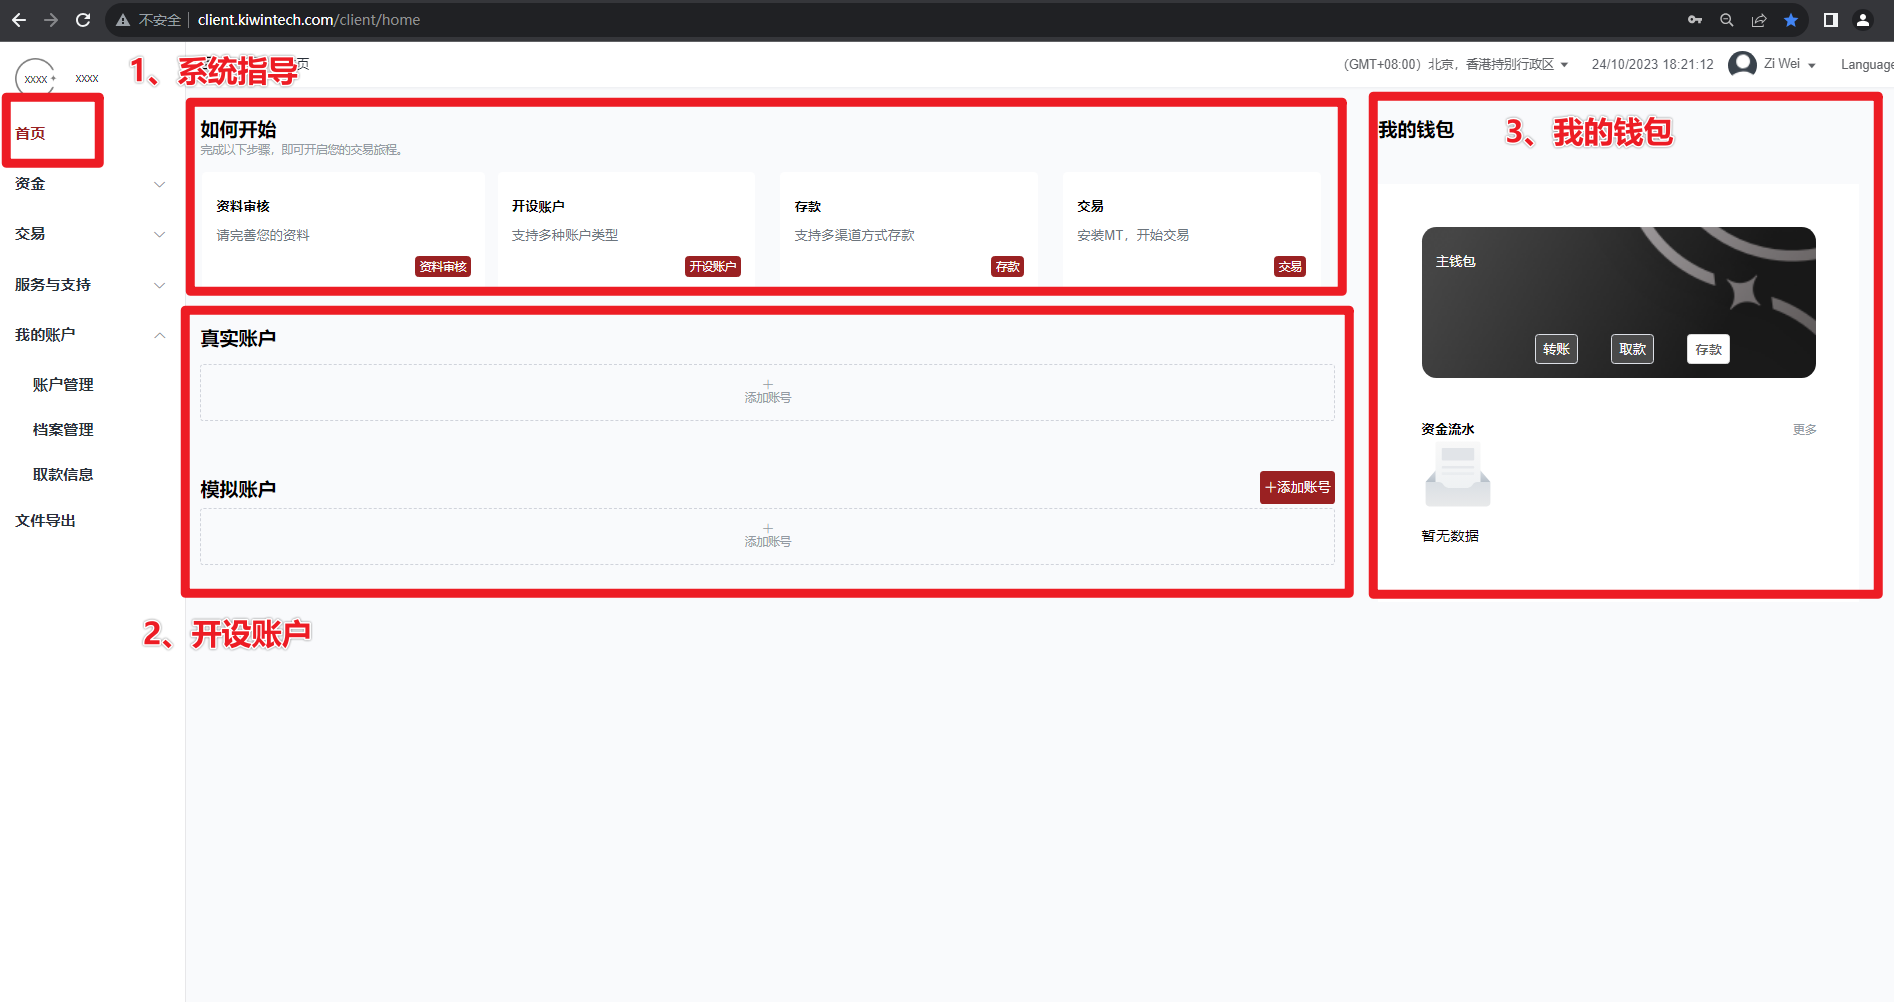 不安全 client.kiwintech.com/client/home
xxxx xxxx
1、系统指导
页
(GMT+08:00) 北京，香港持别行政区 24/10/2023 18:21:12 Zi Wei Language
首页
资金
交易
服务与支持
我的账户
账户管理
档案管理
取款信息
文件导出
如何开始
完成以下步骤，即可开启您的交易旅程。
资料审核
请完善您的资料
资料审核
开设账户
支持多种账户类型
开设账户
存款
支持多渠道方式存款
存款
交易
安装MT，开始交易
交易
真实账户
+
添加账号
模拟账户
+添加账号
+
添加账号
2、开设账户
我的钱包
3、我的钱包
主钱包
转账 取款 存款
资金流水 更多
暂无数据